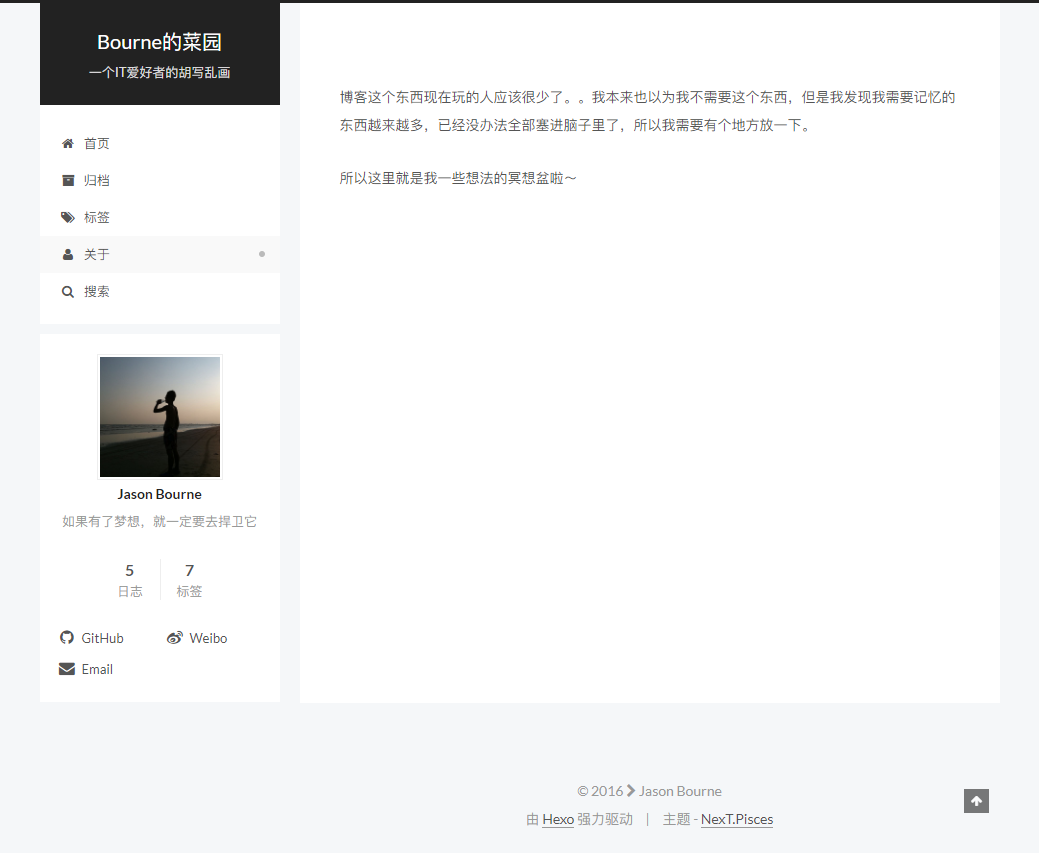 Bourne的菜园
一个IT爱好者的胡写乱画
首页
归档
标签
关于
搜索
Jason Bourne
如果有了梦想，就一定要去捍卫它
5
日志
7
标签
GitHub
Weibo
Email
博客这个东西现在玩的人应该很少了。。我本来也以为我不需要这个东西，但是我发现我需要记忆的
东西越来越多，已经没办法全部塞进脑子里了，所以我需要有个地方放一下。
所以这里就是我一些想法的冥想盆啦～
© 2016 Jason Bourne
由 Hexo 强力驱动 | 主题 - NexT.Pisces